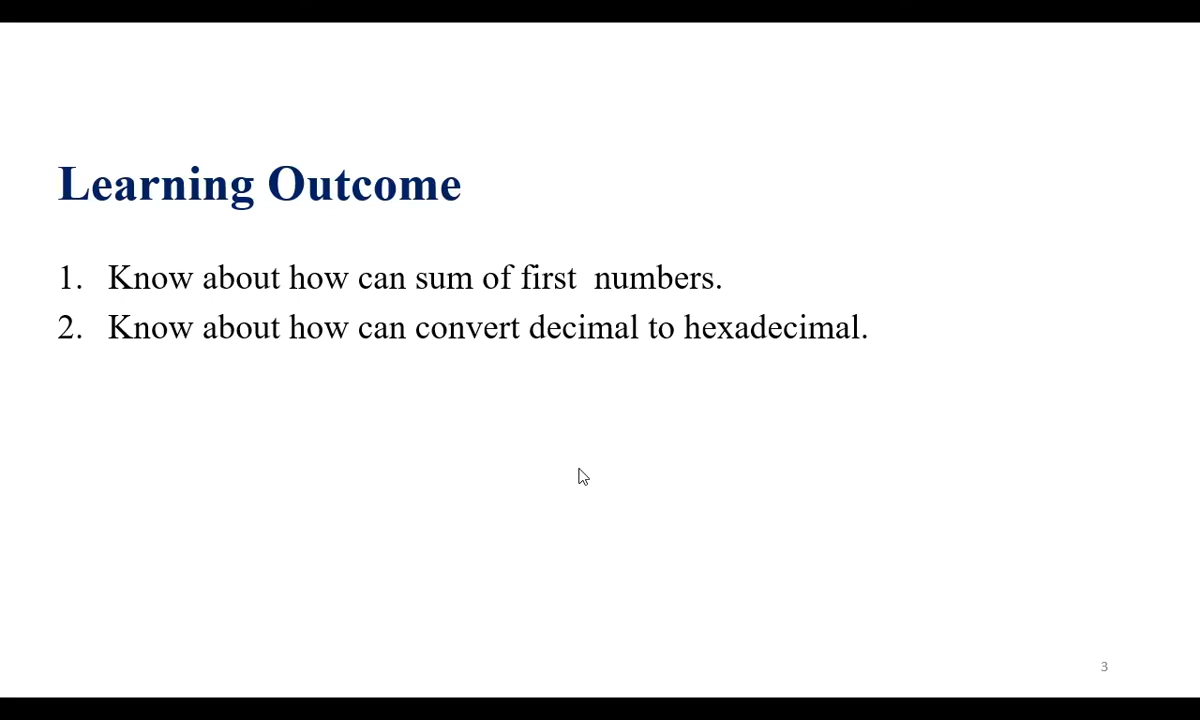 Learning Outcome
1. Know about how can sum of first  numbers.
2. Know about how can convert decimal to hexadecimal.
3